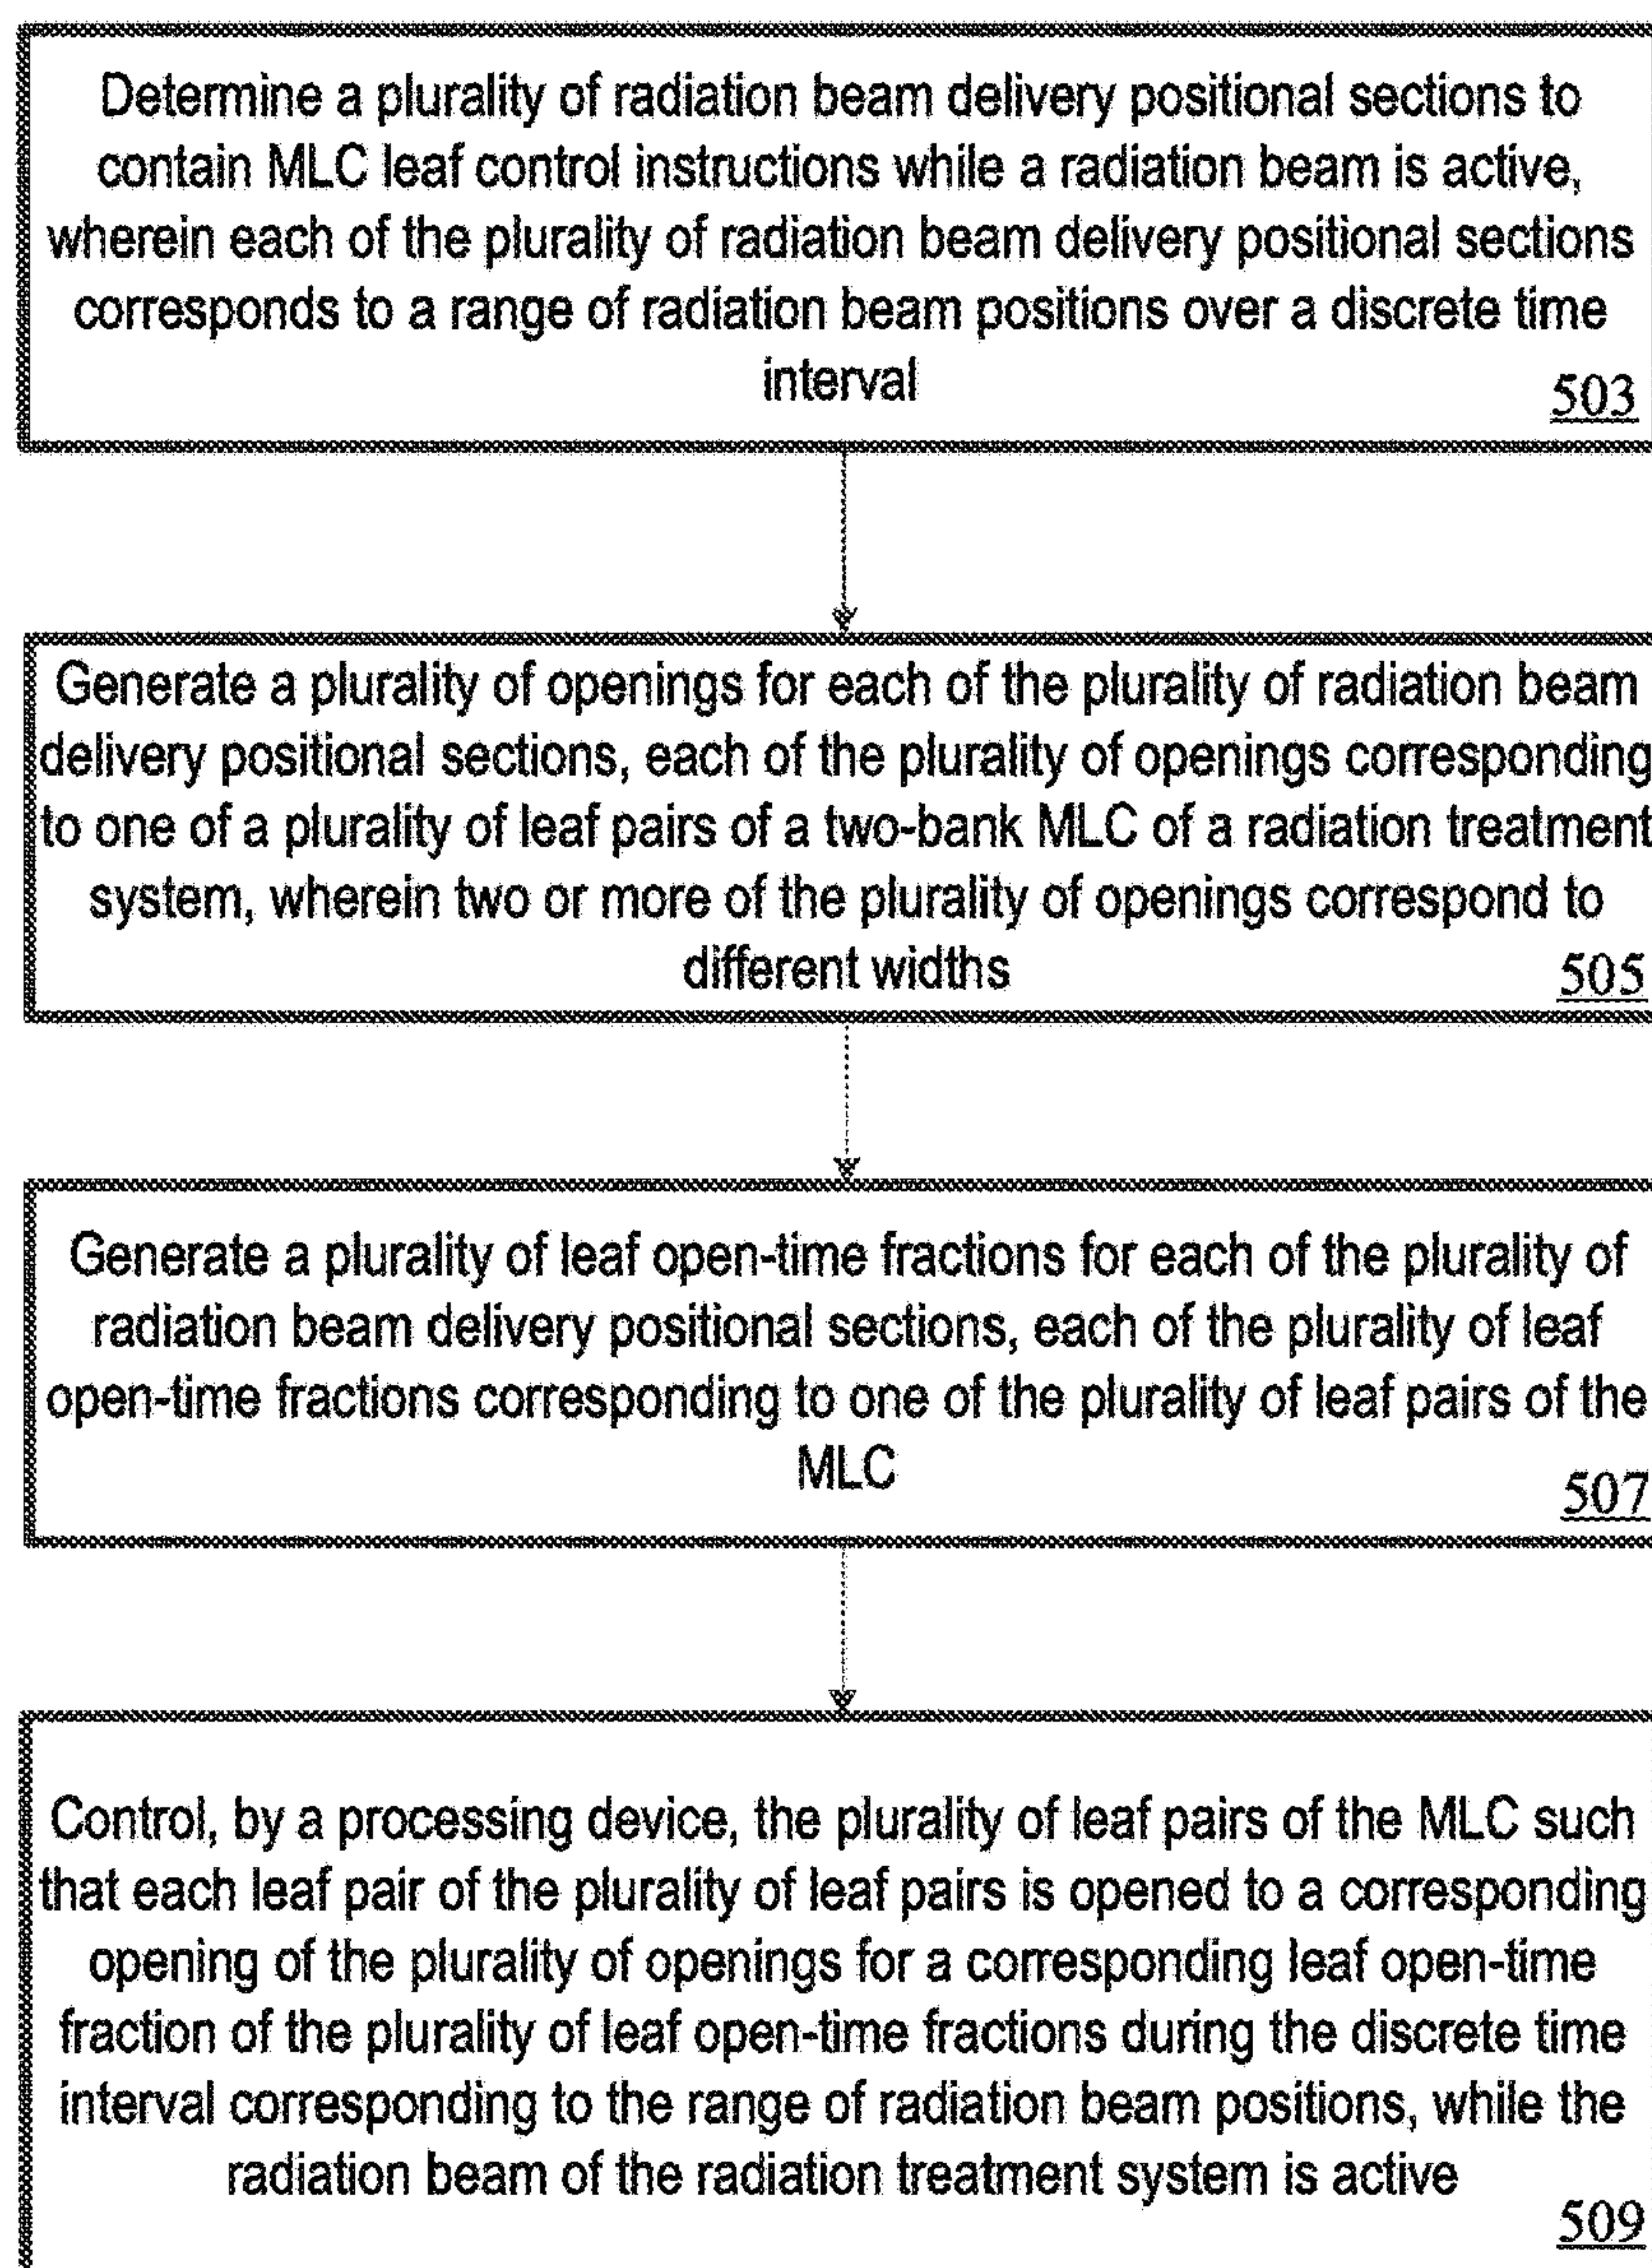 Determine a plurality of radiation beam delivery positional sections to
contain MLC leaf control instructions while a radiation beam is active,
wherein each of the plurality of radiation beam delivery positional sections
corresponds to a range of radiation beam positions over a discrete time
interval
503
Generate a plurality of openings for each of the plurality of radiation beam
delivery positional sections, each of the plurality of openings corresponding
to one of a plurality of leaf pairs of a two-bank MLC of a radiation treatment
system, wherein two or more of the plurality of openings correspond to
different widths
505
Generate a plurality of leaf open-time fractions for each of the plurality of
radiation beam delivery positional sections, each of the plurality of leaf
open-time fractions corresponding to one of the plurality of leaf pairs of the
MLC
507
Control, by a processing device, the plurality of leaf pairs of the MLC such
that each leaf pair of the plurality of leaf pairs is opened to a corresponding
opening of the plurality of openings for a corresponding leaf open-time
fraction of the plurality of leaf open-time fractions during the discrete time
interval corresponding to the range of radiation beam positions, while the
radiation beam of the radiation treatment system is active
509